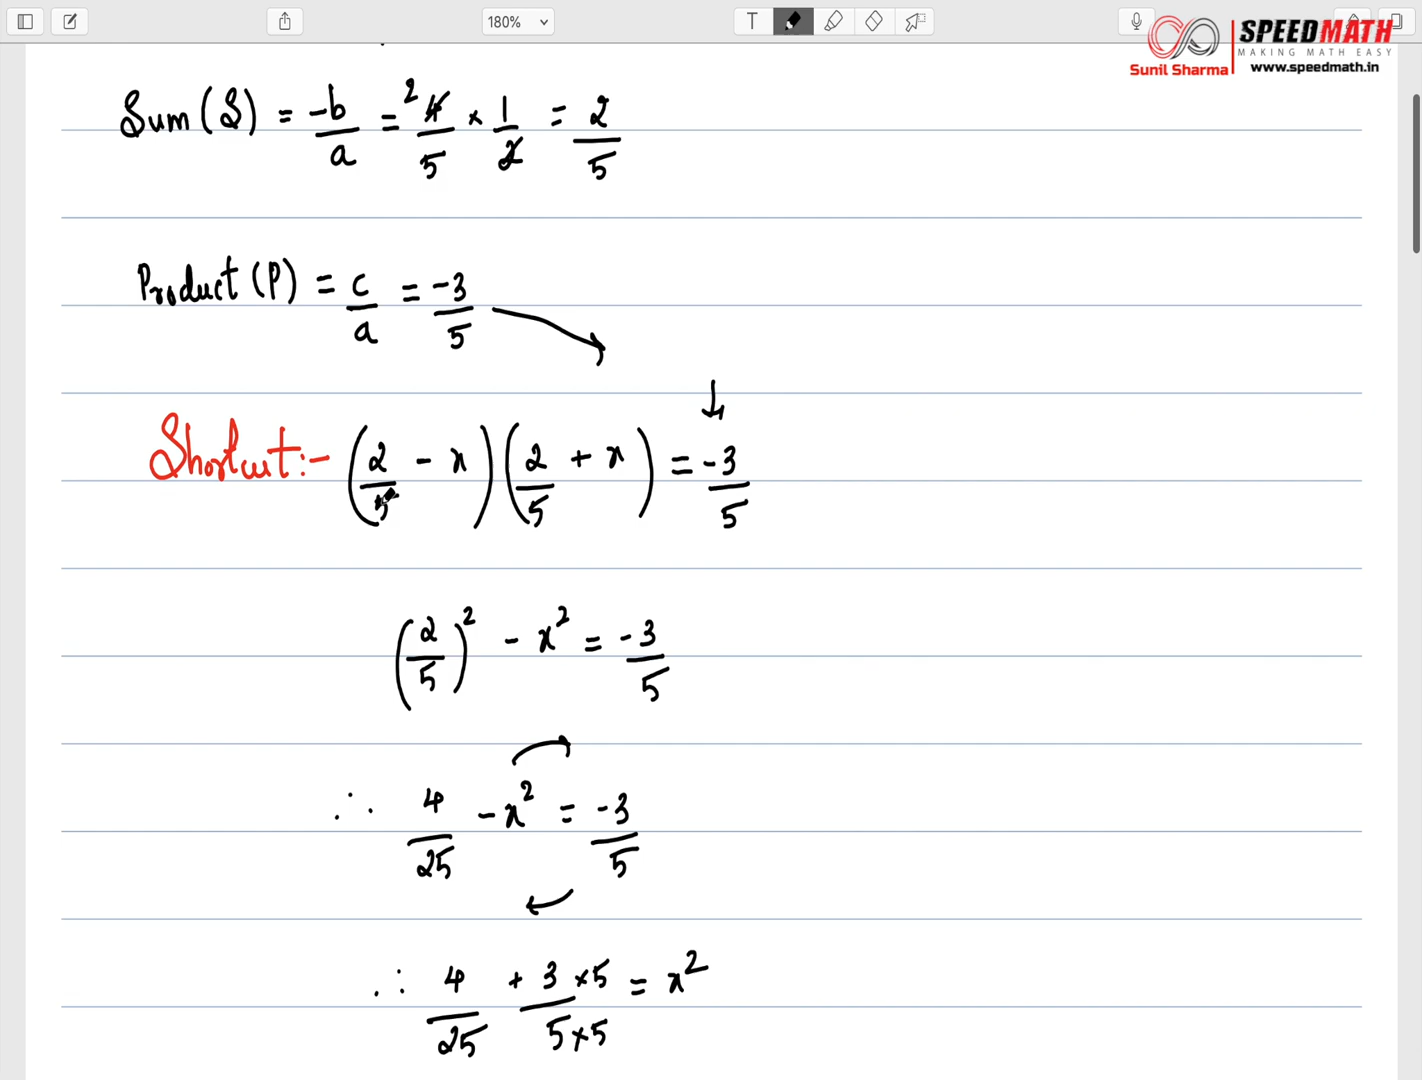 180%
T
SPEEDMATH
MAKING MATH EASY
Sunil Sharma
www.speedmath.in
Sum (S) = -b/a = 2 4/5 × 1/2 = 2/5
Product (P) = c/a = -3/5
Shortcut:- (2/5 - x)(2/5 + x) = -3/5
(2/5)² - x² = -3/5
∴ 4/25 - x² = -3/5
∴ 4/25 + 3×5/5×5 = x²